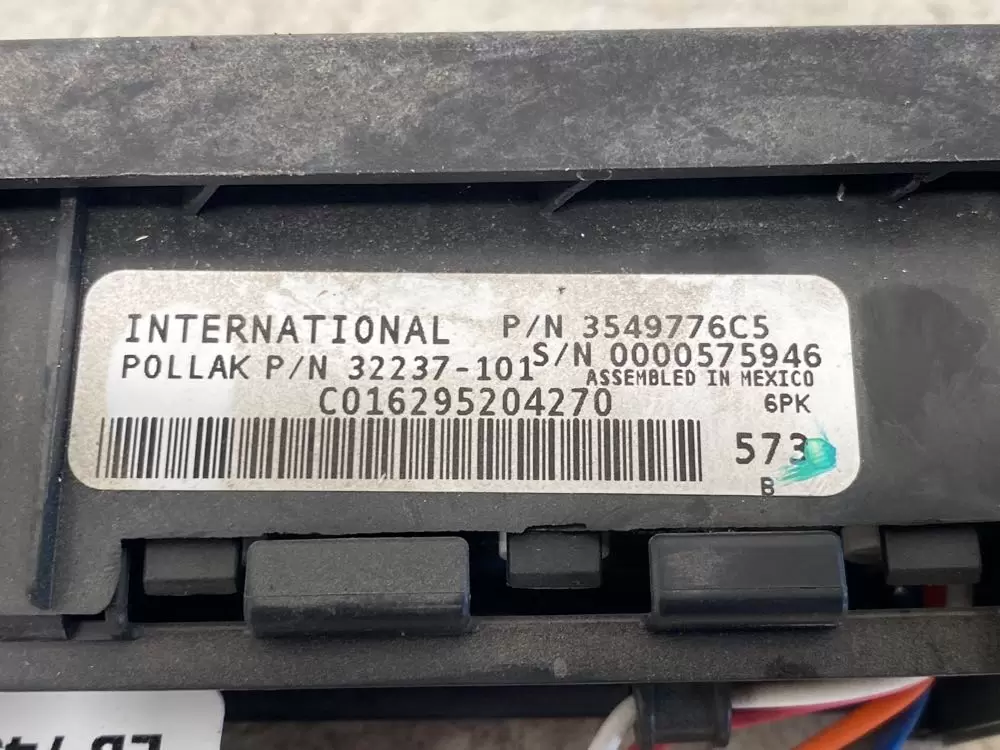 INTERNATIONAL P/N 3549776C5
POLLAK P/N 32237-101 S/N 0000575946
ASSEMBLED IN MEXICO
C016295204270 6PK
573
B